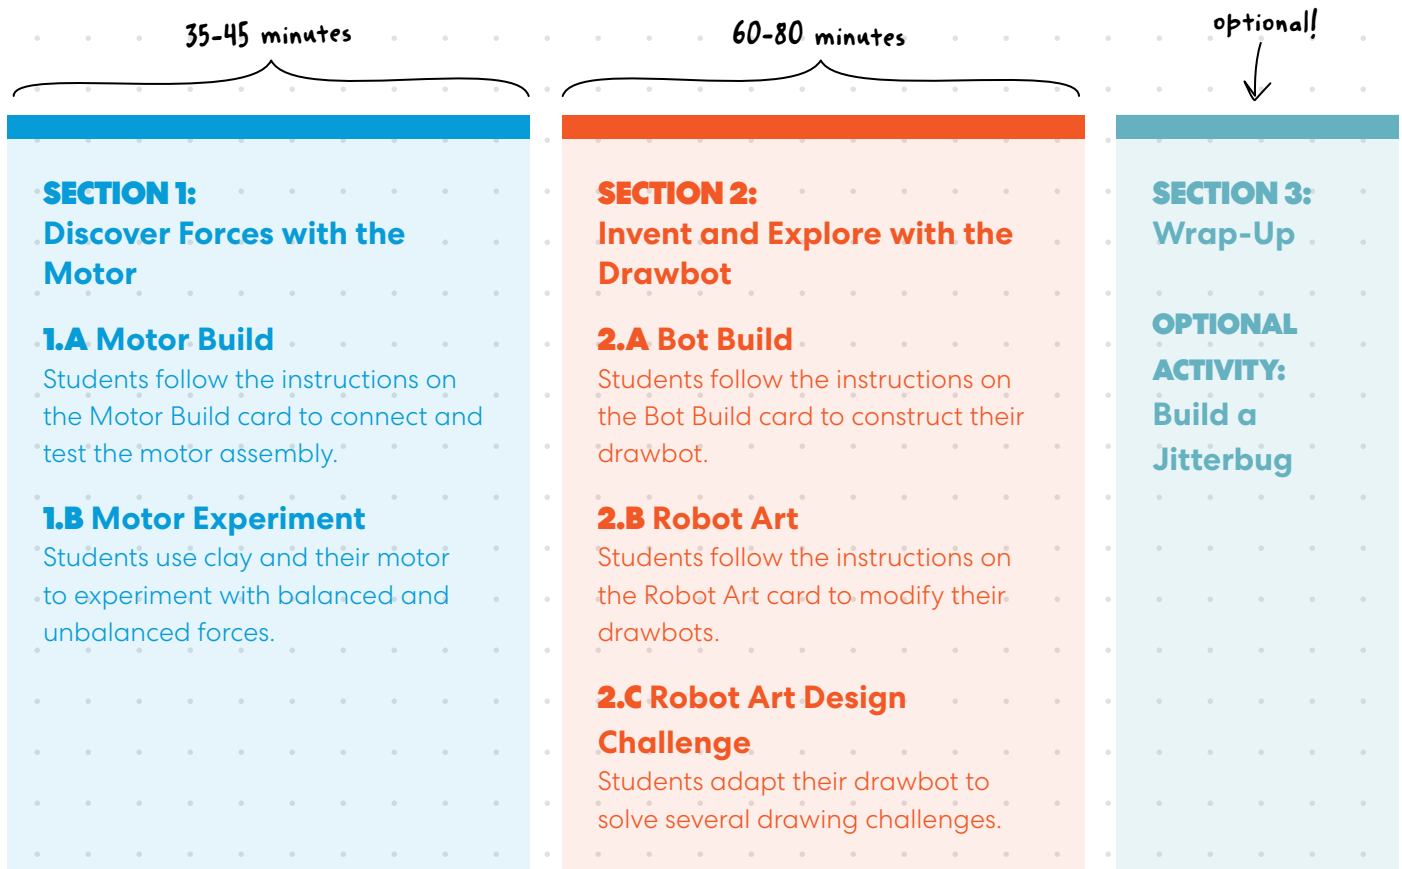 35-45 minutes
SECTION 1:
Discover Forces with the
Motor
1.A Motor Build
Students follow the instructions on
the Motor Build card to connect and
test the motor assembly.
1.B Motor Experiment
Students use clay and their motor
to experiment with balanced and
unbalanced forces.
60-80 minutes
SECTION 2:
Invent and Explore with the
Drawbot
2.A Bot Build
Students follow the instructions on
the Bot Build card to construct their
drawbot.
2.B Robot Art
Students follow the instructions on
the Robot Art card to modify their
drawbots.
2.C Robot Art Design
Challenge
Students adapt their drawbot to
solve several drawing challenges.
optional!
SECTION 3:
Wrap-Up
OPTIONAL
ACTIVITY:
Build a
Jitterbug